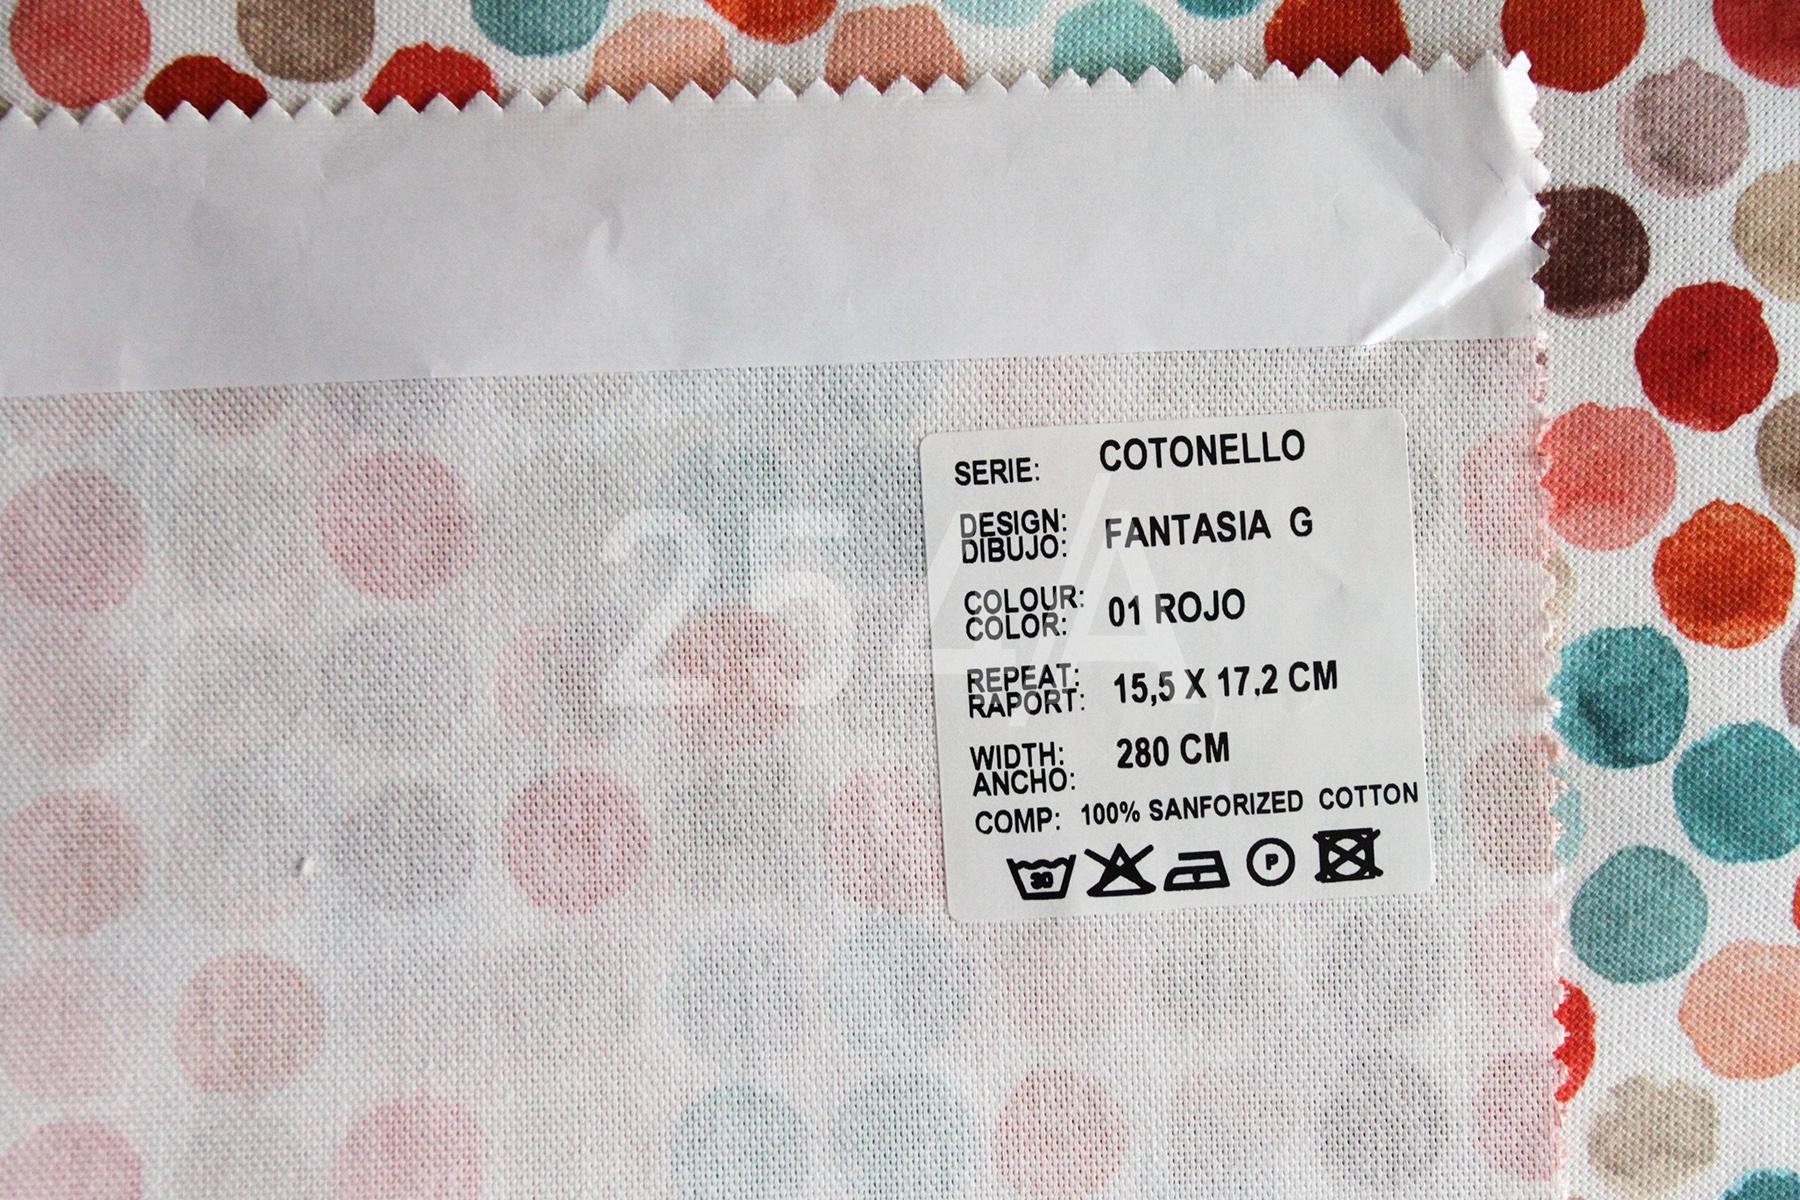 SERIE: COTONELLO
DESIGN: FANTASIA G
DIBUJO:
COLOUR: 01 ROJO
COLOR:
REPEAT: 15,5 X 17,2 CM
RAPORT:
WIDTH: 280 CM
ANCHO:
COMP: 100% SANFORIZED COTTON
30 P
254A